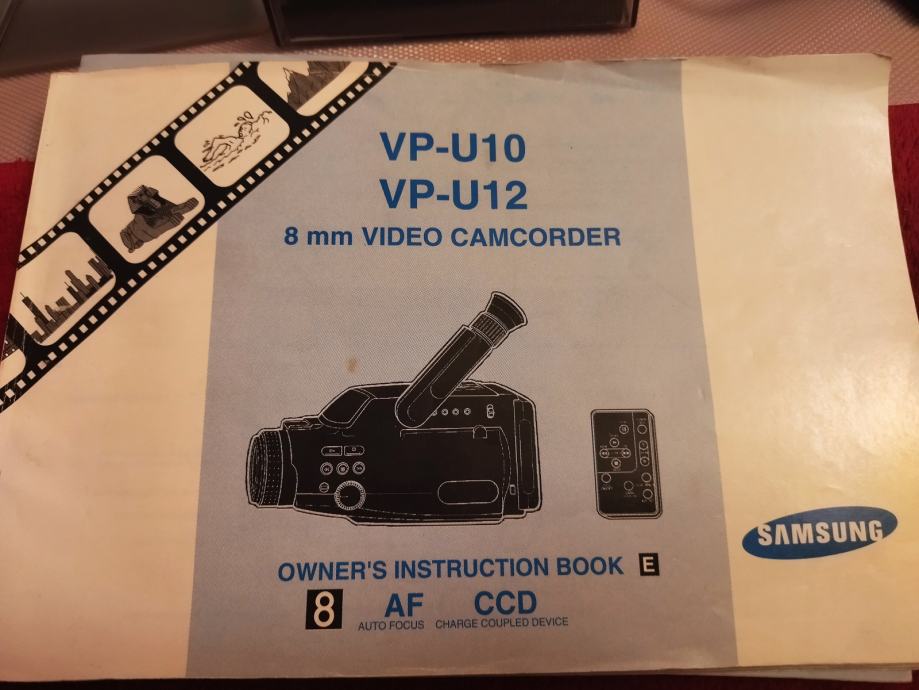 VP-U10
VP-U12
8 mm VIDEO CAMCORDER
SAMSUNG
OWNER'S INSTRUCTION BOOK E
8 AF CCD
AUTO FOCUS CHARGE COUPLED DEVICE